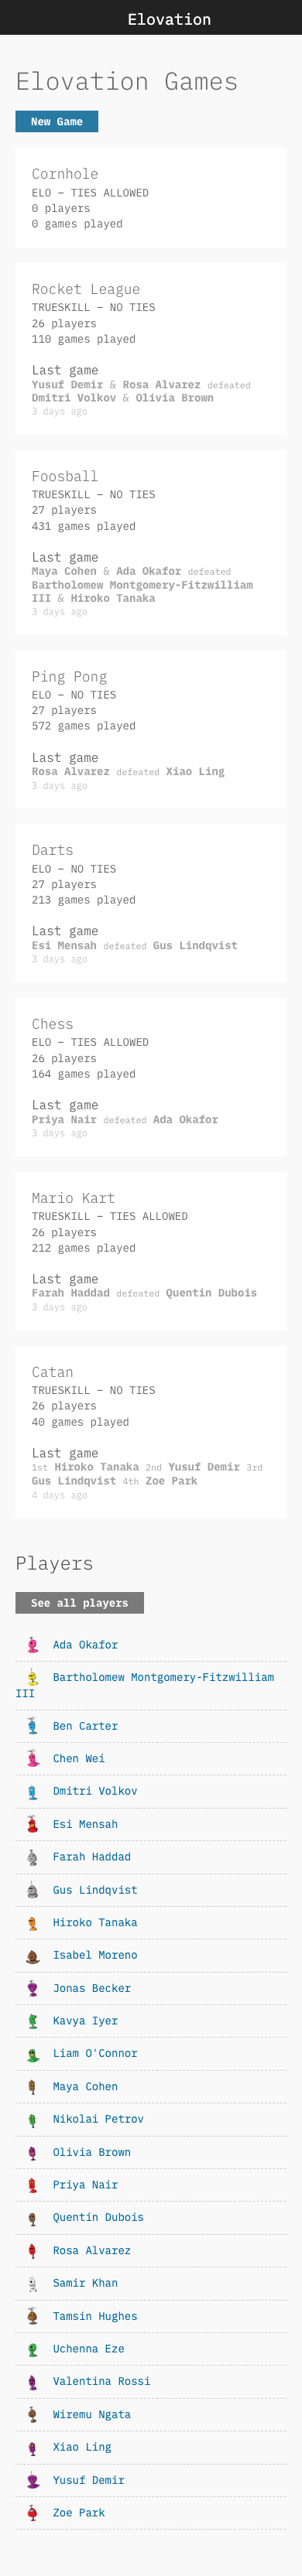 Elovation
Elovation Games
New Game
Cornhole
ELO — TIES ALLOWED
0 players
0 games played
Rocket League
TRUESKILL — NO TIES
26 players
110 games played
Last game
Yusuf Demir & Rosa Alvarez defeated
Dmitri Volkov & Olivia Brown
3 days ago
Foosball
TRUESKILL — NO TIES
27 players
431 games played
Last game
Maya Cohen & Ada Okafor defeated
Bartholomew Montgomery-Fitzwilliam
III & Hiroko Tanaka
3 days ago
Ping Pong
ELO — NO TIES
27 players
572 games played
Last game
Rosa Alvarez defeated Xiao Ling
3 days ago
Darts
ELO — NO TIES
27 players
213 games played
Last game
Esi Mensah defeated Gus Lindqvist
3 days ago
Chess
ELO — TIES ALLOWED
26 players
164 games played
Last game
Priya Nair defeated Ada Okafor
3 days ago
Mario Kart
TRUESKILL — TIES ALLOWED
26 players
212 games played
Last game
Farah Haddad defeated Quentin Dubois
3 days ago
Catan
TRUESKILL — NO TIES
26 players
40 games played
Last game
1st Hiroko Tanaka 2nd Yusuf Demir 3rd
Gus Lindqvist 4th Zoe Park
4 days ago
Players
See all players
Ada Okafor
Bartholomew Montgomery-Fitzwilliam
III
Ben Carter
Chen Wei
Dmitri Volkov
Esi Mensah
Farah Haddad
Gus Lindqvist
Hiroko Tanaka
Isabel Moreno
Jonas Becker
Kavya Iyer
Liam O'Connor
Maya Cohen
Nikolai Petrov
Olivia Brown
Priya Nair
Quentin Dubois
Rosa Alvarez
Samir Khan
Tamsin Hughes
Uchenna Eze
Valentina Rossi
Wiremu Ngata
Xiao Ling
Yusuf Demir
Zoe Park